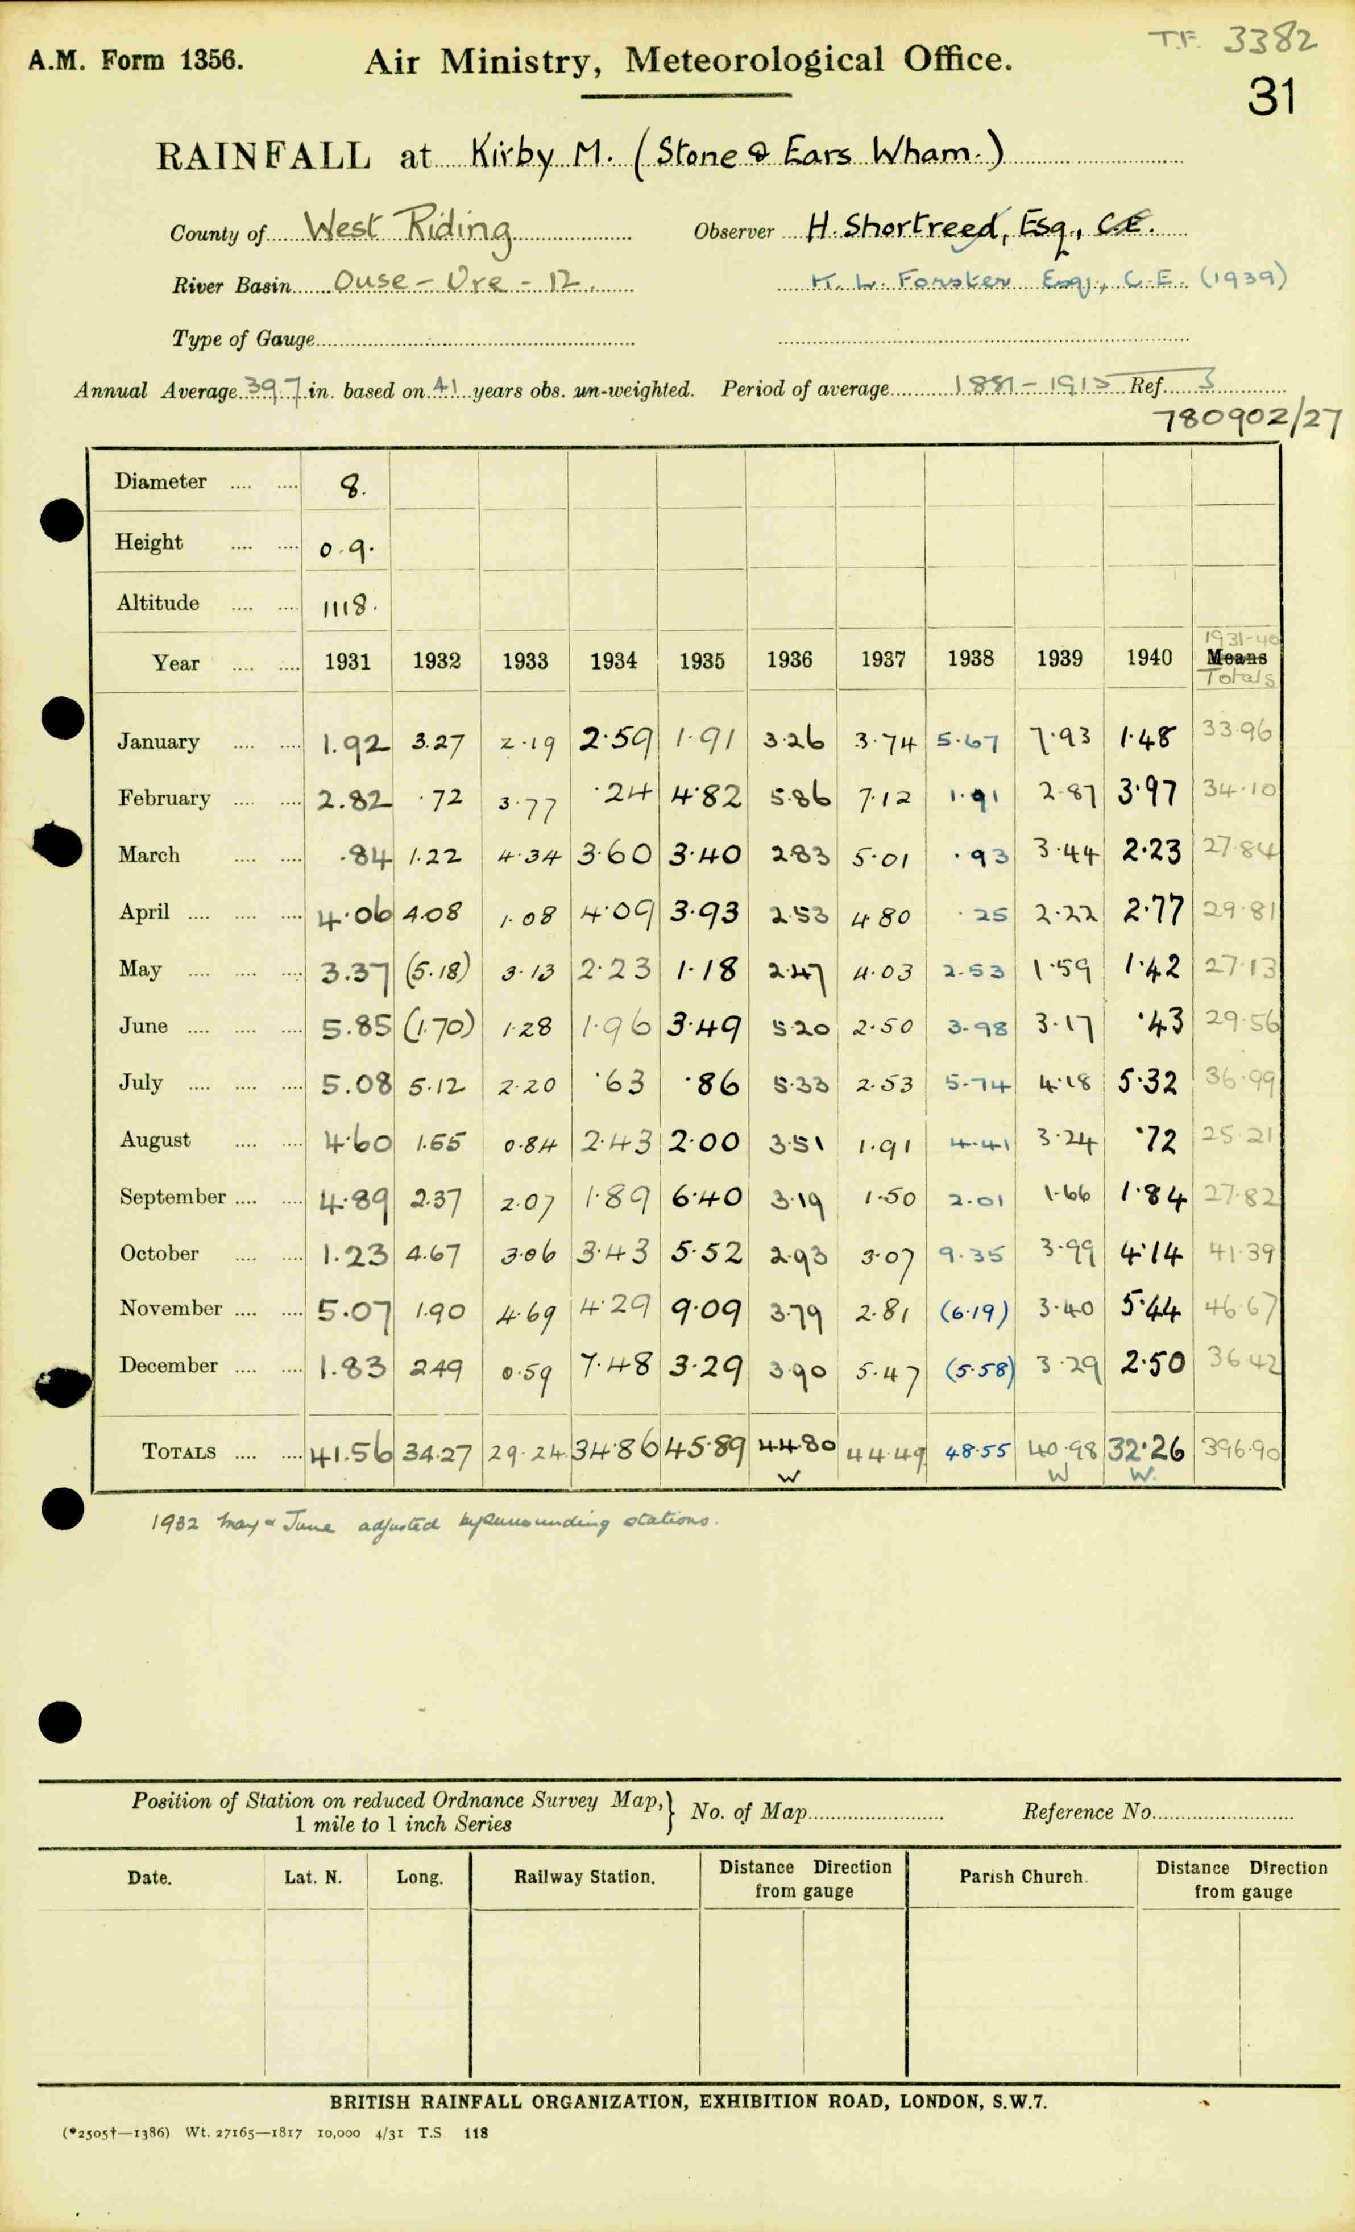 T.F. 3382
A.M. Form 1356. Air Ministry, Meteorological Office.
31
RAINFALL at Kirby M. (Stone & Ears Wham.)
County of West Riding Observer H. Shortreed, Esq., C.E.
River Basin Ouse - Ure - 12. K. L. Forster Esq., C.E. (1939)
Type of Gauge
Annual Average 39.7 in. based on 41 years obs. un-weighted. Period of average 1881-1915 Ref. 3
780902/27
Diameter .... .... 8.
Height .... .... 0.9.
Altitude .... .... 1118.
1931-40
Year .... .... 1931 1932 1933 1934 1935 1936 1937 1938 1939 1940 Means
Totals
January .... .... 1.92 3.27 2.19 2.59 1.91 3.26 3.74 5.67 7.93 1.48 33.96
February .... .... 2.82 .72 3.77 .24 4.82 5.86 7.12 1.91 2.87 3.97 34.10
March .... .... .84 1.22 4.34 3.60 3.40 2.83 5.01 .93 3.44 2.23 27.84
April .... .... .... 4.06 4.08 1.08 4.09 3.93 2.53 4.80 .25 2.22 2.77 29.81
May .... .... .... 3.37 (5.18) 3.13 2.23 1.18 2.47 4.03 2.53 1.59 1.42 27.13
June .... .... .... 5.85 (1.70) 1.28 1.96 3.49 5.20 2.50 3.98 3.17 .43 29.56
July .... .... .... 5.08 5.12 2.20 .63 .86 5.33 2.53 5.74 4.18 5.32 36.99
August .... .... 4.60 1.55 0.84 2.43 2.00 3.51 1.91 4.41 3.24 .72 25.21
September .... .... 4.89 2.37 2.07 1.89 6.40 3.19 1.50 2.01 1.66 1.84 27.82
October .... .... 1.23 4.67 3.06 3.43 5.52 2.93 3.07 9.35 3.99 4.14 41.39
November .... .... 5.07 1.90 4.69 4.29 9.09 3.79 2.81 (6.19) 3.40 5.44 46.67
December .... .... 1.83 2.49 0.59 7.48 3.29 3.90 5.47 (5.58) 3.29 2.50 36.42
TOTALS .... .... 41.56 34.27 29.24 34.86 45.89 44.80 44.49 48.55 40.98 32.26 396.90
W W W.
1932 May & June adjusted by surrounding stations.
Position of Station on reduced Ordnance Survey Map, } No. of Map Reference No.
1 mile to 1 inch Series
Date. Lat. N. Long. Railway Station. Distance Direction Parish Church. Distance Direction
from gauge from gauge
BRITISH RAINFALL ORGANIZATION, EXHIBITION ROAD, LONDON, S.W.7.
(*2505†—1386) Wt. 27165—1817 10,000 4/31 T.S 118